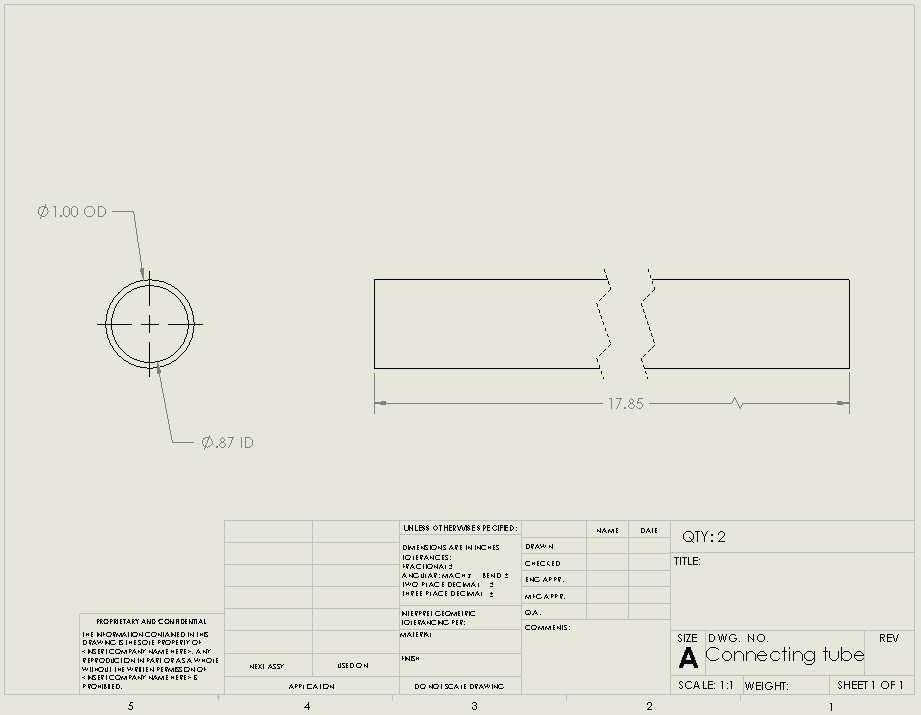 Ø1.00 OD
17.85
Ø.87 ID
UNLESS OTHERWISE SPECIFIED:
NAME
DATE
QTY: 2
DIMENSIONS ARE IN INCHES
TOLERANCES:
FRACTIONAL±
ANGULAR: MACH± BEND ±
TWO PLACE DECIMAL ±
THREE PLACE DECIMAL ±
DRAWN
CHECKED
ENG APPR.
MFG APPR.
TITLE:
INTERPRET GEOMETRIC
TOLERANCING PER:
Q.A.
COMMENTS:
MATERIAL
FINISH
PROPRIETARY AND CONFIDENTIAL
THE INFORMATION CONTAINED IN THIS
DRAWING IS THE SOLE PROPERTY OF
<INSERT COMPANY NAME HERE>. ANY
REPRODUCTION IN PART OR AS A WHOLE
WITHOUT THE WRITTEN PERMISSION OF
<INSERT COMPANY NAME HERE> IS
PROHIBITED.
NEXT ASSY
USED ON
APPLICATION
DO NOT SCALE DRAWING
SIZE
DWG. NO.
REV
A
Connecting tube
SCALE: 1:1
WEIGHT:
SHEET 1 OF 1
5
4
3
2
1